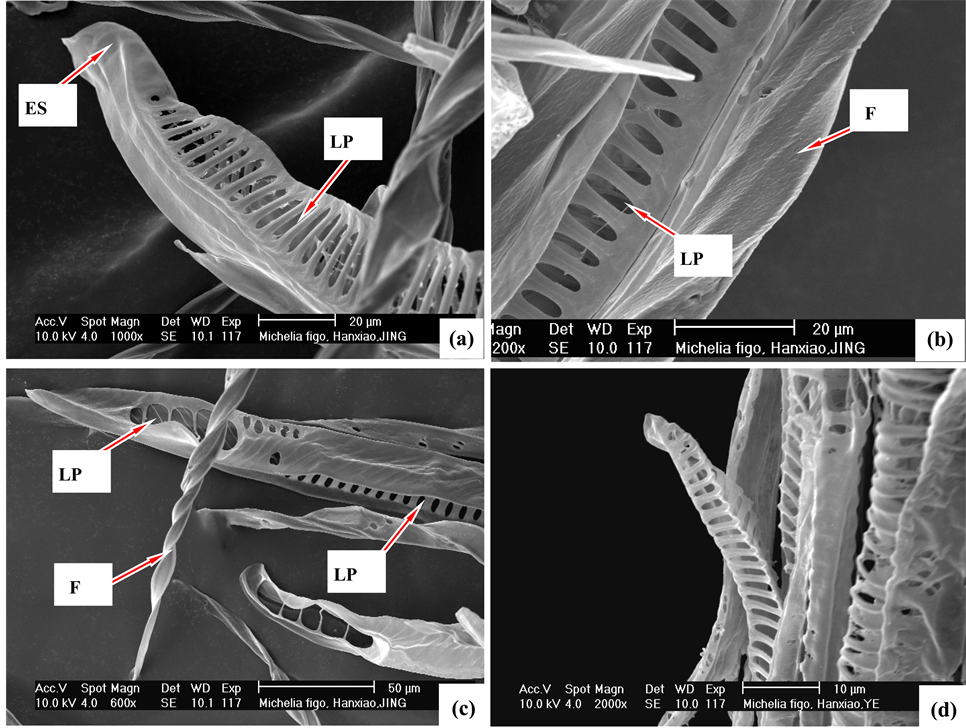 ES
LP
Acc.V Spot Magn Det WD Exp 20 µm
10.0 kV 4.0 1000x SE 10.1 117 Michelia figo, Hanxiao,JING
(a)
F
LP
Magn Det WD Exp 20 µm
200x SE 10.0 117 Michelia figo, Hanxiao,JING
(b)
LP
LP
F
Acc.V Spot Magn Det WD Exp 50 µm
10.0 kV 4.0 600x SE 10.1 117 Michelia figo, Hanxiao,JING
(c)
Acc.V Spot Magn Det WD Exp 10 µm
10.0 kV 4.0 2000x SE 10.0 117 Michelia figo, Hanxiao,YE
(d)